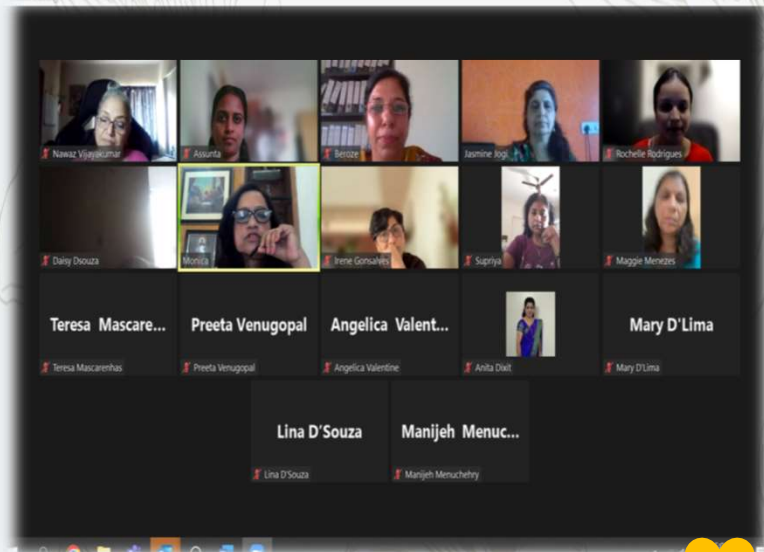 Nawaz Vijayakumar
Assunta
Beroze
Jasmine Jogi
Rochelle Rodrigues
Daisy Dsouza
Monica
Irene Gonsalves
Supriya
Maggie Menezes
Teresa Mascare...
Preeta Venugopal
Angelica Valent...
Mary D'Lima
Teresa Mascarenhas
Preeta Venugopal
Angelica Valentine
Anita Dixit
Mary D'Lima
Lina D'Souza
Manijeh Menuc...
Lina D'Souza
Manijeh Menuchehry